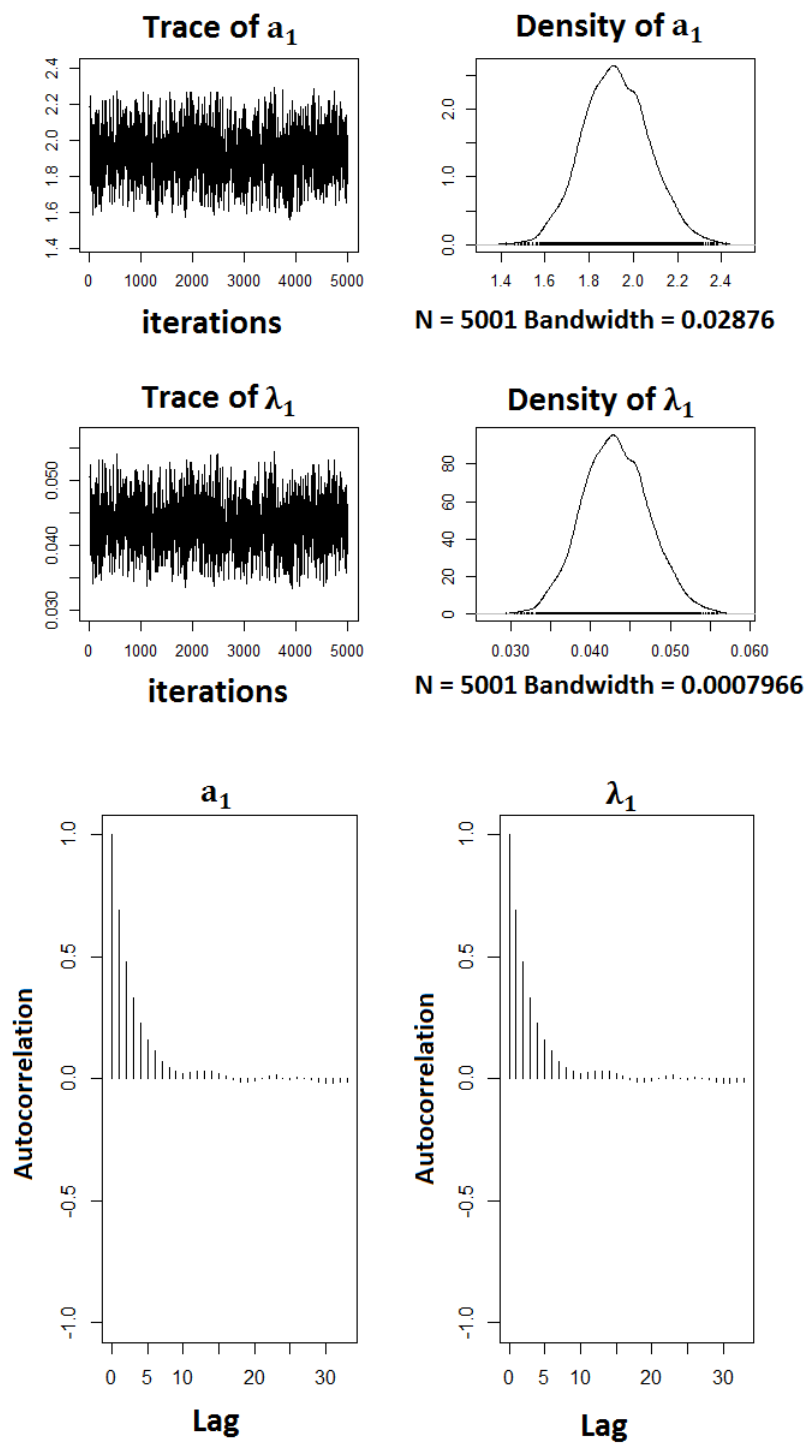 Trace of a₁
Density of a₁
2.4
2.2
2.0
1.8
1.6
1.4
0 1000 2000 3000 4000 5000
iterations
2.0
1.0
0.0
1.4 1.6 1.8 2.0 2.2 2.4
N = 5001 Bandwidth = 0.02876
Trace of λ₁
Density of λ₁
0.050
0.040
0.030
0 1000 2000 3000 4000 5000
iterations
80
60
40
20
0
0.030 0.040 0.050 0.060
N = 5001 Bandwidth = 0.0007966
a₁
1.0
0.5
0.0
-0.5
-1.0
Autocorrelation
0 5 10 20 30
Lag
λ₁
1.0
0.5
0.0
-0.5
-1.0
Autocorrelation
0 5 10 20 30
Lag